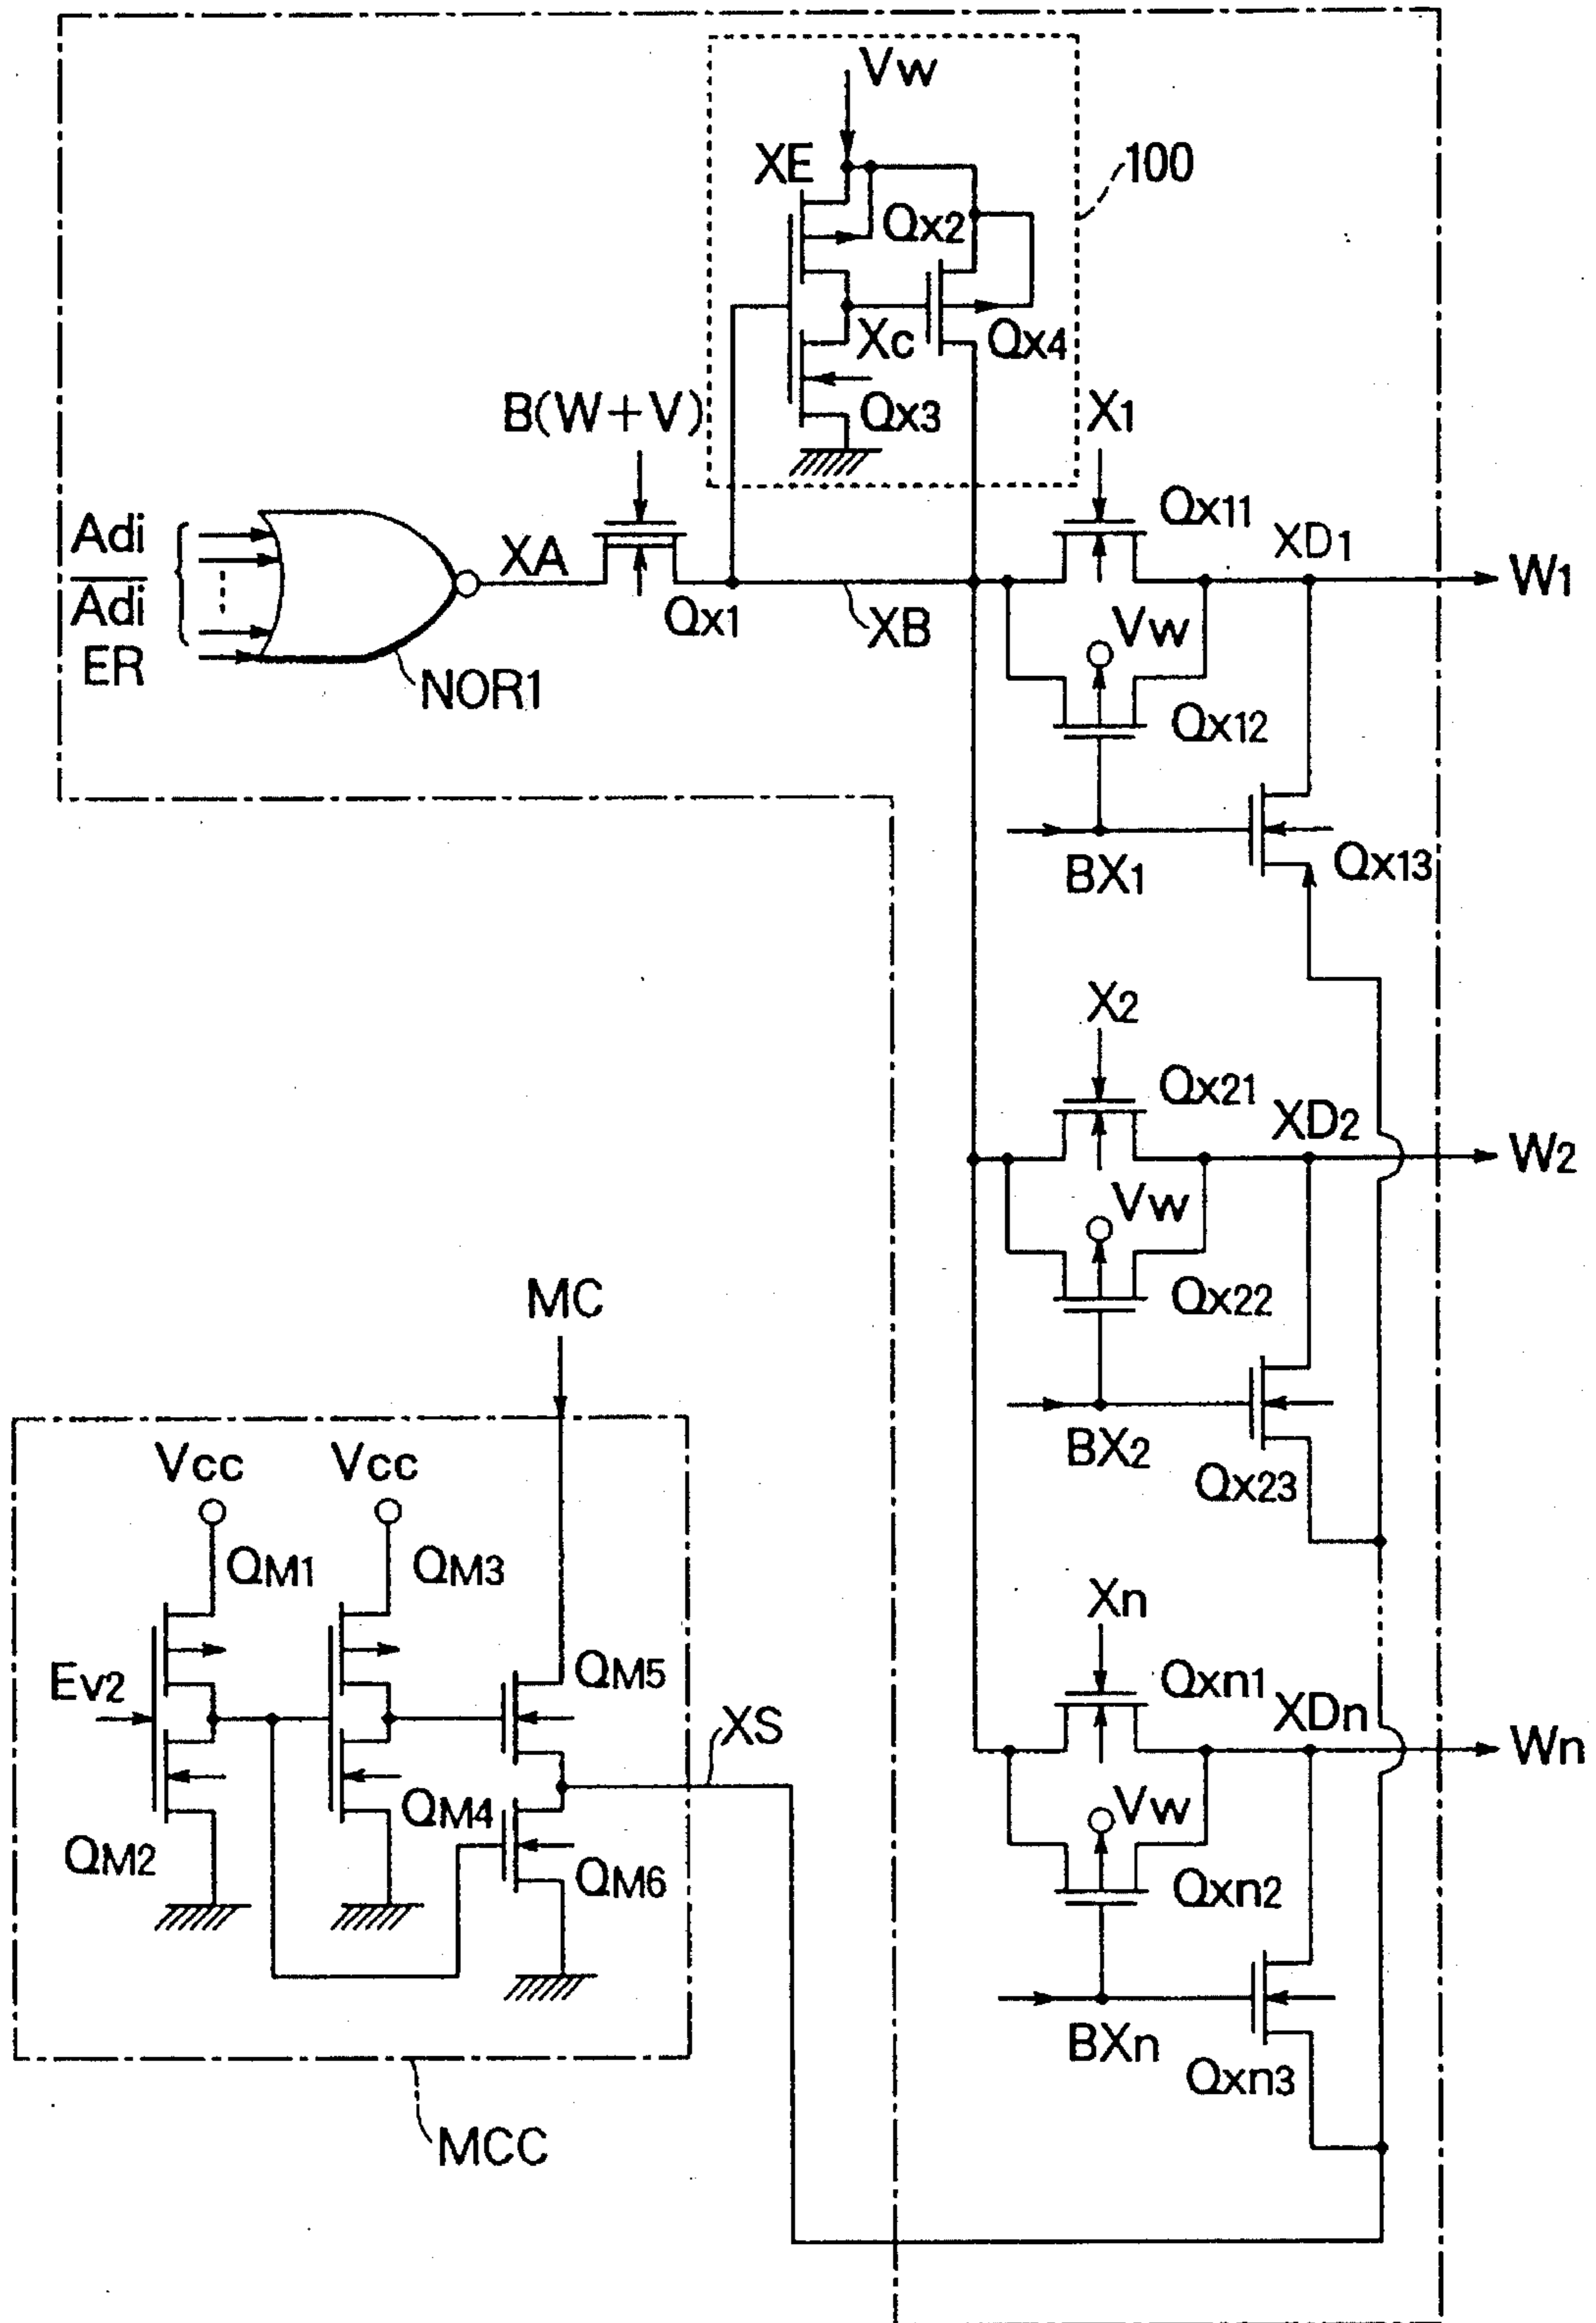 Vw
XE
100
Qx2
Xc
Qx4
Qx3
B(W+V)
X1
Qx11
XD1
W1
Adi
Adi
ER
XA
Qx1
XB
NOR1
Vw
Qx12
BX1
Qx13
X2
Qx21
XD2
W2
Vw
Qx22
BX2
Qx23
MC
Vcc
Vcc
QM1
QM3
Ev2
QM5
XS
QM2
QM4
QM6
MCC
Xn
Qxn1
XDn
Wn
Vw
Qxn2
BXn
Qxn3